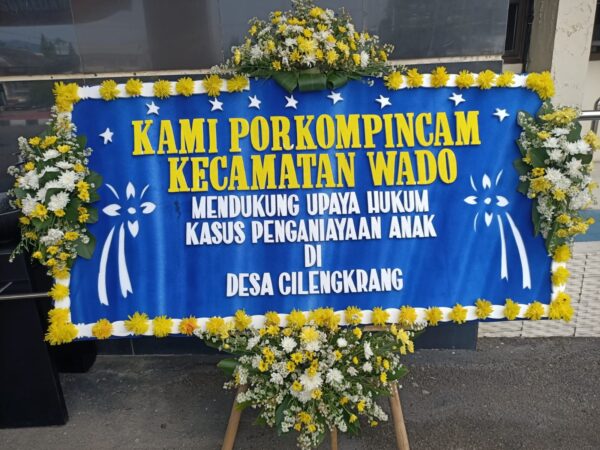 KAMI PORKOMPINCAM
KECAMATAN WADO
MENDUKUNG UPAYA HUKUM
KASUS PENGANIAYAAN ANAK
DI
DESA CILENGKRANG